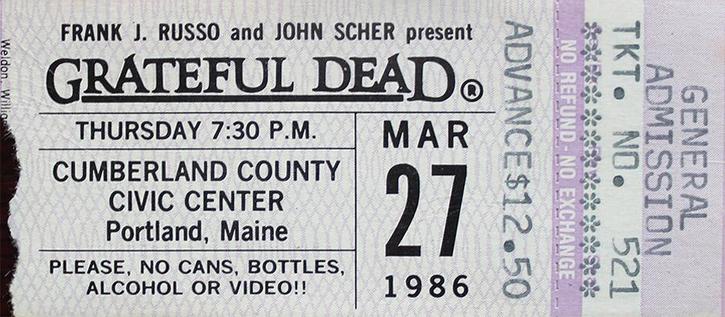 FRANK J. RUSSO and JOHN SCHER present
GRATEFUL DEAD®
THURSDAY 7:30 P.M.
CUMBERLAND COUNTY
CIVIC CENTER
Portland, Maine
PLEASE, NO CANS, BOTTLES,
ALCOHOL OR VIDEO!!
MAR
27
1986
ADVANCE$12.50
NO REFUND - NO EXCHANGE
TKT. NO. 521
GENERAL
ADMISSION
Weldon, Willi